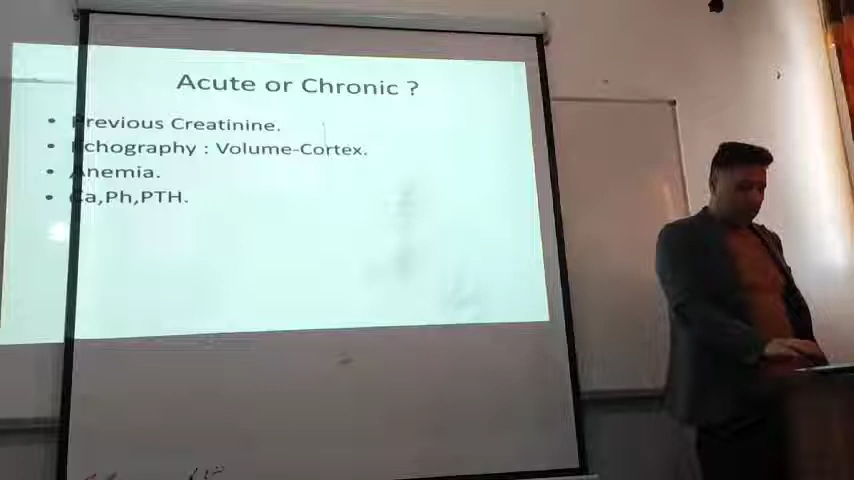 Acute or Chronic ?
• Previous Creatinine.
• Echography : Volume-Cortex.
• Anemia.
• Ca,Ph,PTH.